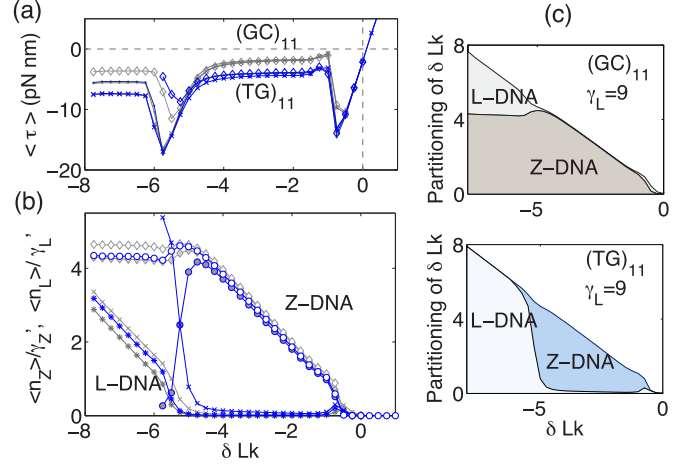 (a)
(GC)11
(TG)11
< τ > (pN nm)
0
−10
−20
−8 −6 −4 −2 0
(b)
Z−DNA
L−DNA
<nZ>/γZ', <nL>/γL'
4
2
0
−8 −6 −4 −2 0
δ Lk
(c)
Partitioning of δ Lk
8
4
0
(GC)11
γL=9
L−DNA
Z−DNA
−5 0
Partitioning of δ Lk
8
4
0
(TG)11
γL=9
L−DNA
Z−DNA
−5 0
δ Lk